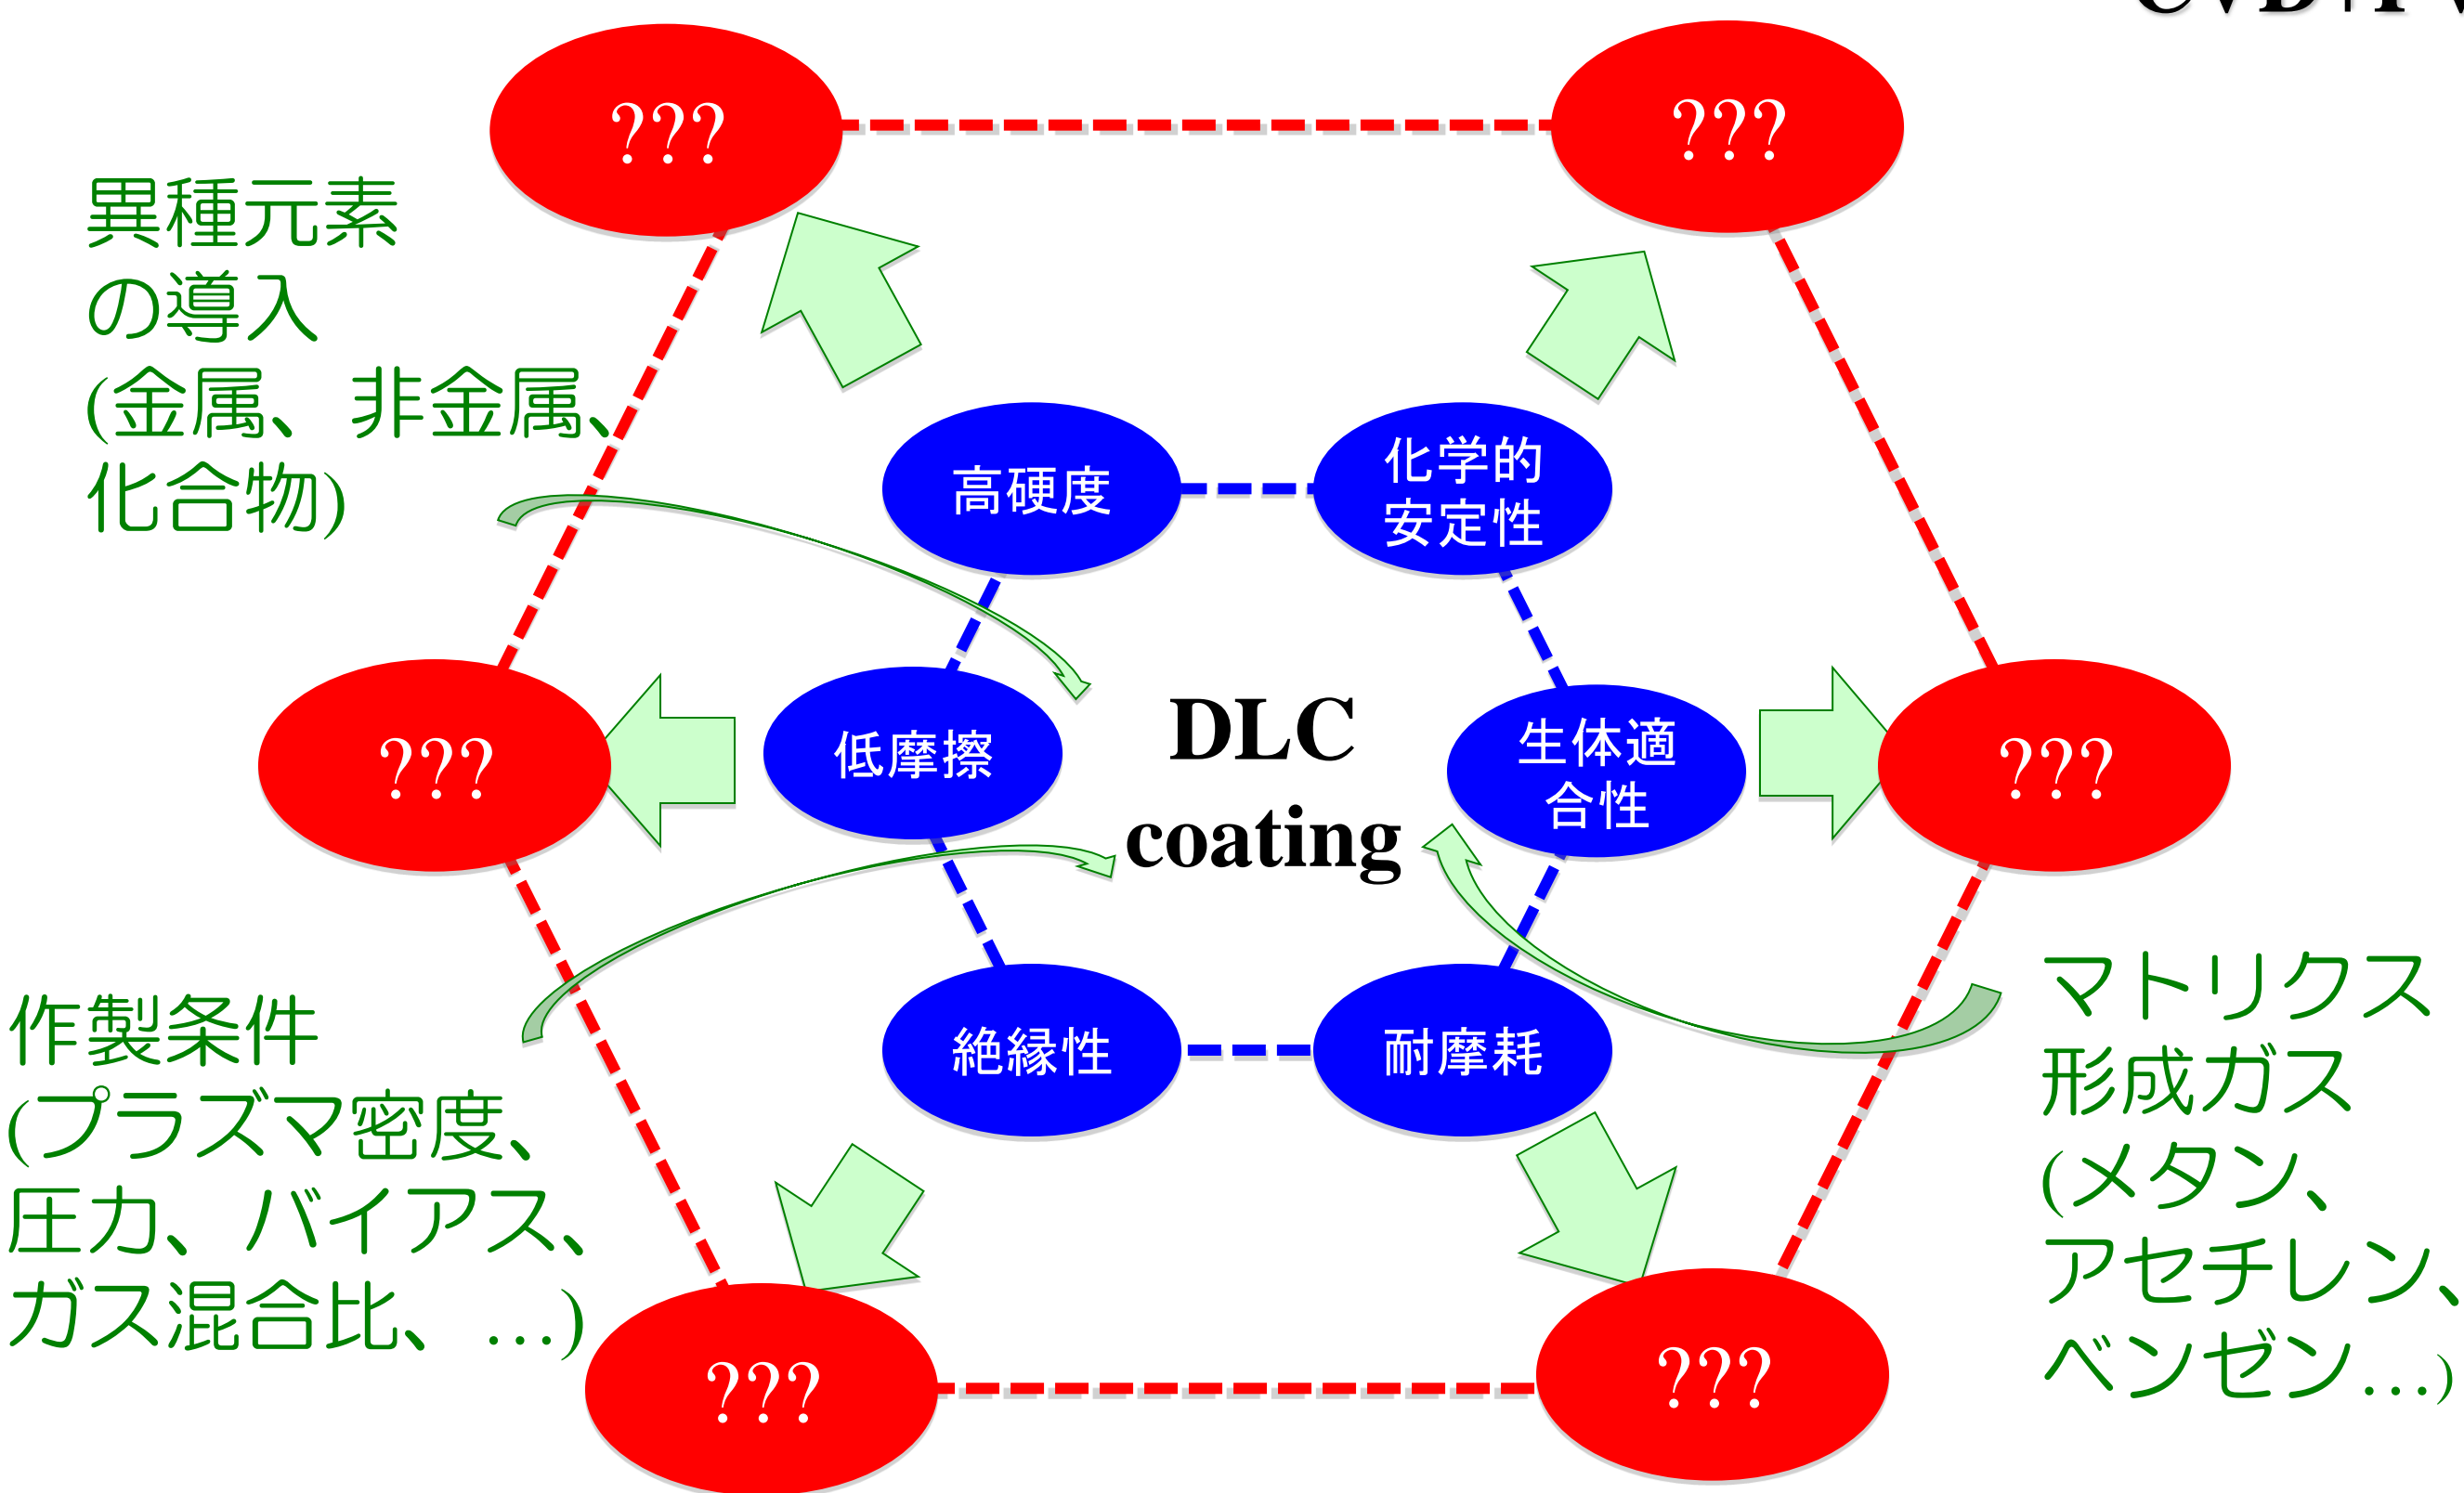 ???
???
異種元素
の導入
(金属、非金属、
化合物)
高硬度
化学的
安定性
???
低摩擦
DLC
coating
生体適
合性
???
絶縁性
耐摩耗
作製条件
(プラズマ密度、
圧力、バイアス、
ガス混合比、…)
マトリクス
形成ガス
(メタン、
アセチレン、
ベンゼン…)
???
???